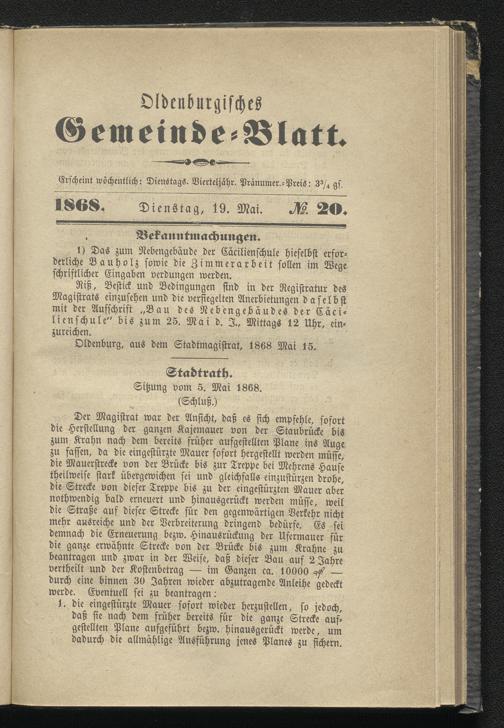 Oldenburgisches
Gemeinde-Blatt.
Erscheint wöchentlich: Dienstags. Vierteljähr. Pränumer.-Preis: 3¾ gs.
1868. Dienstag, 19. Mai. № 20.
Bekanntmachungen.
1) Das zum Nebengebäude der Cäcilienschule hieselbst erfor-
derliche Bauholz sowie die Zimmerarbeit sollen im Wege
schriftlicher Eingaben verdungen werden.
Riß, Bestick und Bedingungen sind in der Registratur des
Magistrats einzusehen und die versiegelten Anerbietungen daselbst
mit der Aufschrift „Bau des Nebengebäudes der Cäci-
lienschule" bis zum 25. Mai d. J., Mittags 12 Uhr, ein-
zureichen.
Oldenburg, aus dem Stadtmagistrat, 1868 Mai 15.
Stadtrath.
Sitzung vom 5. Mai 1868.
(Schluß.)
Der Magistrat war der Ansicht, daß es sich empfehle, sofort
die Herstellung der ganzen Kajemauer von der Staubrücke bis
zum Krahn nach dem bereits früher aufgestellten Plane ins Auge
zu fassen, da die eingestürzte Mauer sofort hergestellt werden müsse,
die Mauerstrecke von der Brücke bis zur Treppe bei Mehrens Hause
theilweise stark übergewichen sei und gleichfalls einzustürzen drohe,
die Strecke von dieser Treppe bis zu der eingestürzten Mauer aber
nothwendig bald erneuert und hinausgerückt werden müsse, weil
die Straße auf dieser Strecke für den gegenwärtigen Verkehr nicht
mehr ausreiche und der Verbreiterung dringend bedürfe. Es sei
demnach die Erneuerung bezw. Hinausrückung der Ufermauer für
die ganze erwähnte Strecke von der Brücke bis zum Krahne zu
beantragen und zwar in der Weise, daß dieser Bau auf 2 Jahre
vertheilt und der Kostenbetrag — im Ganzen ca. 10000 —
durch eine binnen 30 Jahren wieder abzutragende Anleihe gedeckt
werde. Eventuell sei zu beantragen:
1. die eingestürzte Mauer sofort wieder herzustellen, so jedoch,
daß sie nach dem früher bereits für die ganze Strecke auf-
gestellten Plane aufgeführt bezw. hinausgerückt werde, um
dadurch die allmählige Ausführung jenes Planes zu sichern.